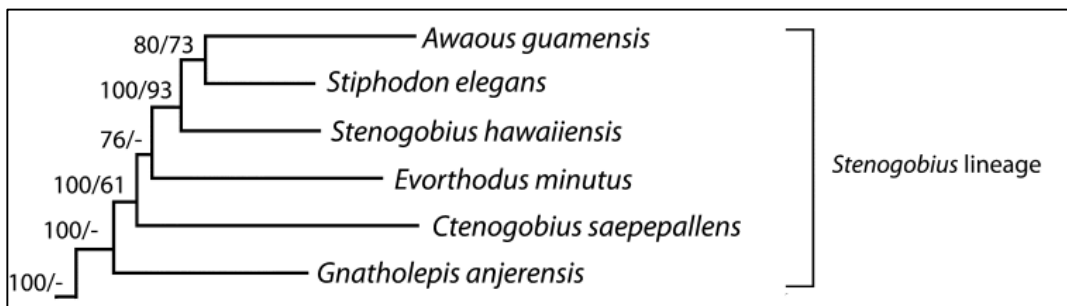 80/73
Awaous guamensis
Stiphodon elegans
100/93
Stenogobius hawaiiensis
76/-
Evorthodus minutus
Stenogobius lineage
100/61
Ctenogobius saepepallens
100/-
Gnatholepis anjerensis
100/-